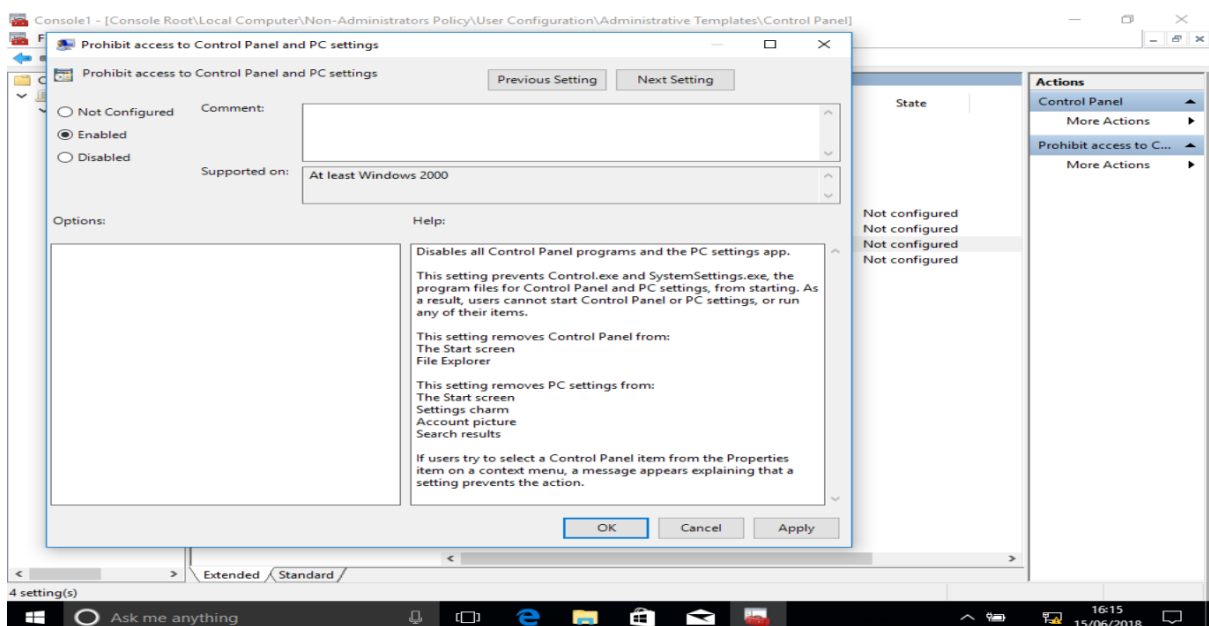 Console1 - [Console Root\Local Computer\Non-Administrators Policy\User Configuration\Administrative Templates\Control Panel]
F
Prohibit access to Control Panel and PC settings
Prohibit access to Control Panel and PC settings
Previous Setting
Next Setting
Not Configured
Enabled
Disabled
Comment:
Supported on:
At least Windows 2000
Options:
Help:
Disables all Control Panel programs and the PC settings app.
This setting prevents Control.exe and SystemSettings.exe, the
program files for Control Panel and PC settings, from starting. As
a result, users cannot start Control Panel or PC settings, or run
any of their items.
This setting removes Control Panel from:
The Start screen
File Explorer
This setting removes PC settings from:
The Start screen
Settings charm
Account picture
Search results
If users try to select a Control Panel item from the Properties
item on a context menu, a message appears explaining that a
setting prevents the action.
OK
Cancel
Apply
State
Not configured
Not configured
Not configured
Not configured
Actions
Control Panel
More Actions
Prohibit access to C...
More Actions
Extended
Standard
4 setting(s)
Ask me anything
16:15
15/06/2018